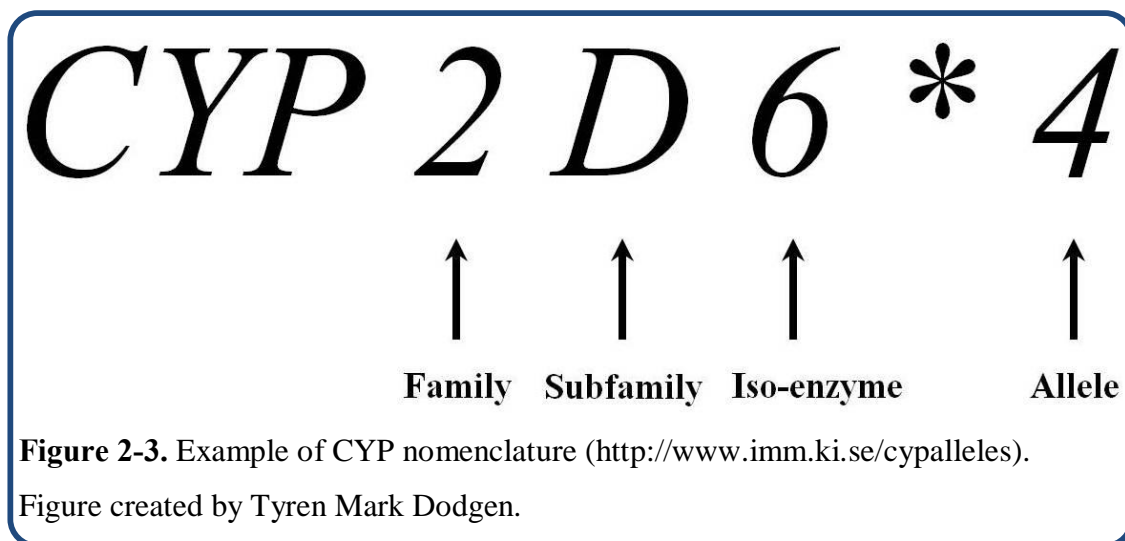 CYP 2 D 6 * 4
Family Subfamily Iso-enzyme Allele
Figure 2-3. Example of CYP nomenclature (http://www.imm.ki.se/cypalleles).
Figure created by Tyren Mark Dodgen.